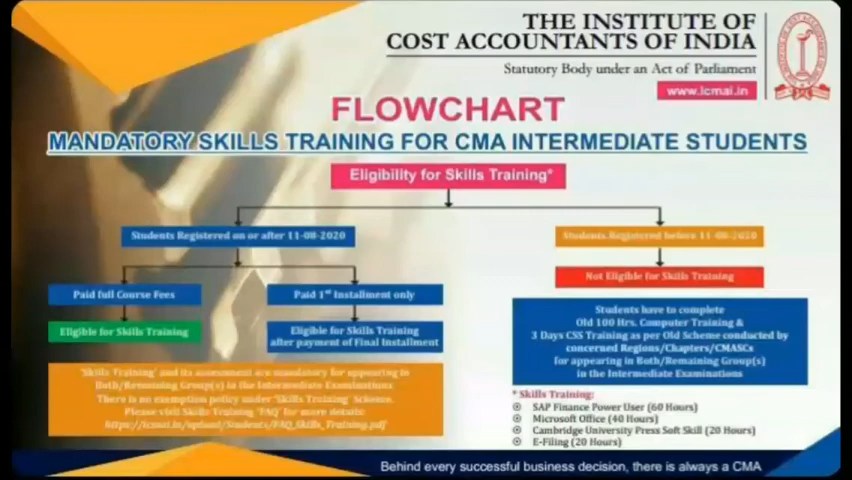 THE INSTITUTE OF
COST ACCOUNTANTS OF INDIA
Statutory Body under an Act of Parliament
www.icmai.in
FLOWCHART
MANDATORY SKILLS TRAINING FOR CMA INTERMEDIATE STUDENTS
Eligibility for Skills Training*
Students Registered on or after 11-08-2020
Paid full Course Fees
Paid 1st Installment only
Eligible for Skills Training
Eligible for Skills Training
after payment of Final Installment
Students Registered before 11-08-2020
Not Eligible for Skills Training
Students have to complete
Old 100 Hrs. Computer Training &
3 Days CSS Training as per Old Scheme conducted by
concerned Regions/Chapters/CMASCs
for appearing in Both/Remaining Group(s)
in the Intermediate Examinations
'Skills Training' and its assessment are mandatory for appearing in
Both/Remaining Group(s) in the Intermediate Examinations
There is no exemption policy under 'Skills Training' Scheme.
Please visit Skills Training 'FAQ' for more details
https://icmai.in/upload/Students/FAQ_Skills_Training.pdf
* Skills Training:
SAP Finance Power User (60 Hours)
Microsoft Office (40 Hours)
Cambridge University Press Soft Skill (20 Hours)
E-Filing (20 Hours)
Behind every successful business decision, there is always a CMA